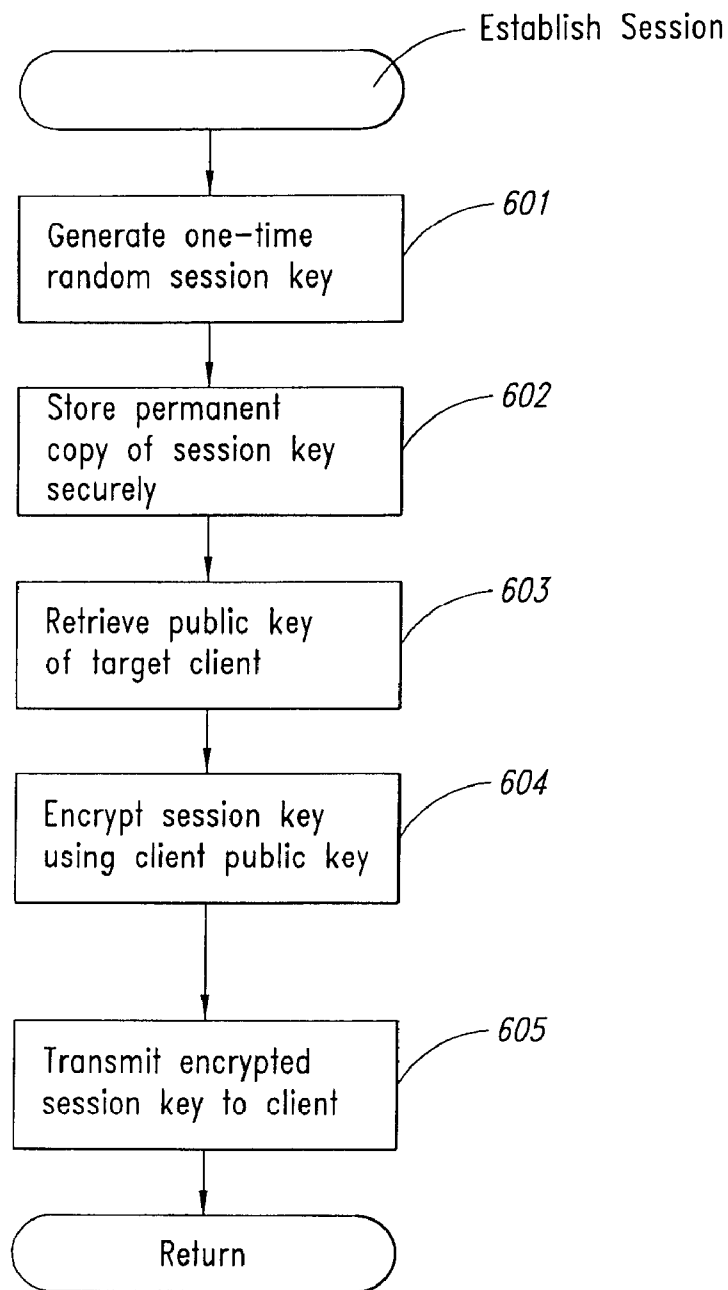 Establish Session
601
Generate one-time
random session key
602
Store permanent
copy of session key
securely
603
Retrieve public key
of target client
604
Encrypt session key
using client public key
605
Transmit encrypted
session key to client
Return